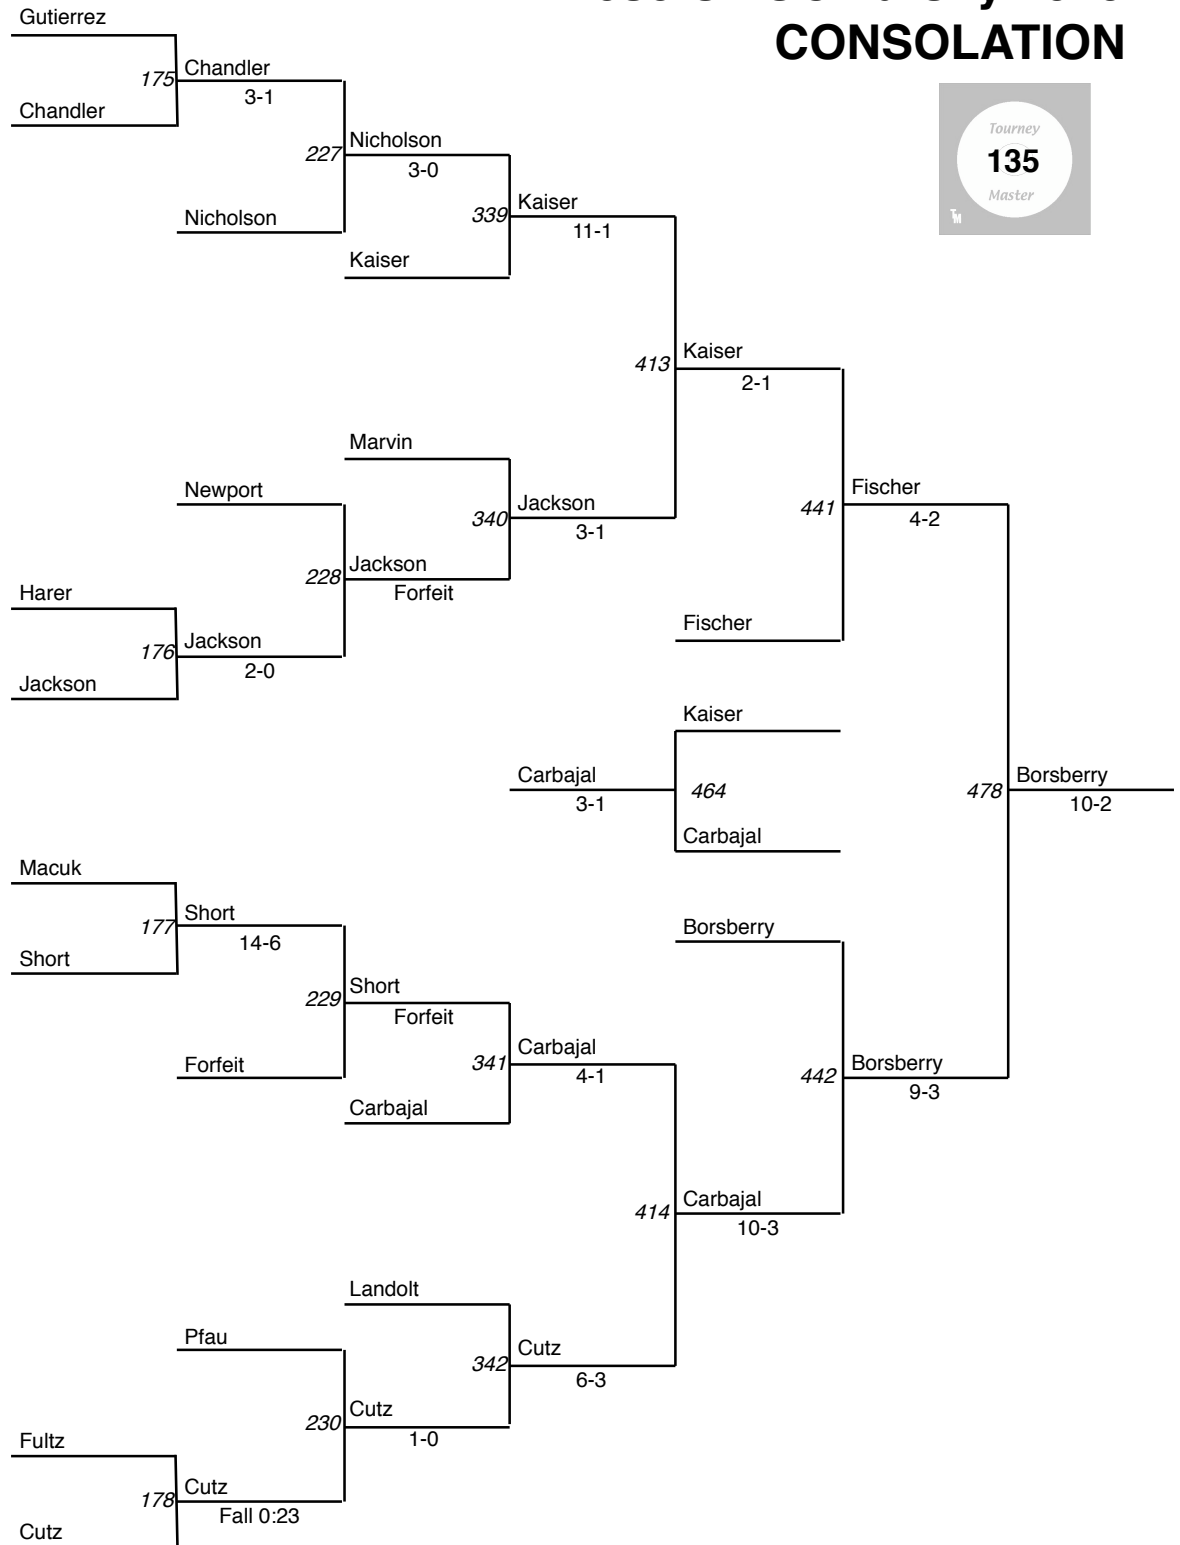 CONSOLATION
Tourney
135
Master
TM
Gutierrez
175
Chandler
3-1
Chandler
227
Nicholson
3-0
Nicholson
339
Kaiser
11-1
Kaiser
413
Kaiser
2-1
Marvin
Newport
340
Jackson
3-1
441
Fischer
4-2
228
Jackson
Forfeit
Harer
176
Jackson
2-0
Fischer
Jackson
Kaiser
Carbajal
3-1
464
478
Borsberry
10-2
Carbajal
Macuk
177
Short
14-6
Borsberry
Short
229
Short
Forfeit
341
Carbajal
4-1
442
Borsberry
9-3
Forfeit
Carbajal
414
Carbajal
10-3
Landolt
Pfau
342
Cutz
6-3
230
Cutz
1-0
Fultz
178
Cutz
Fall 0:23
Cutz